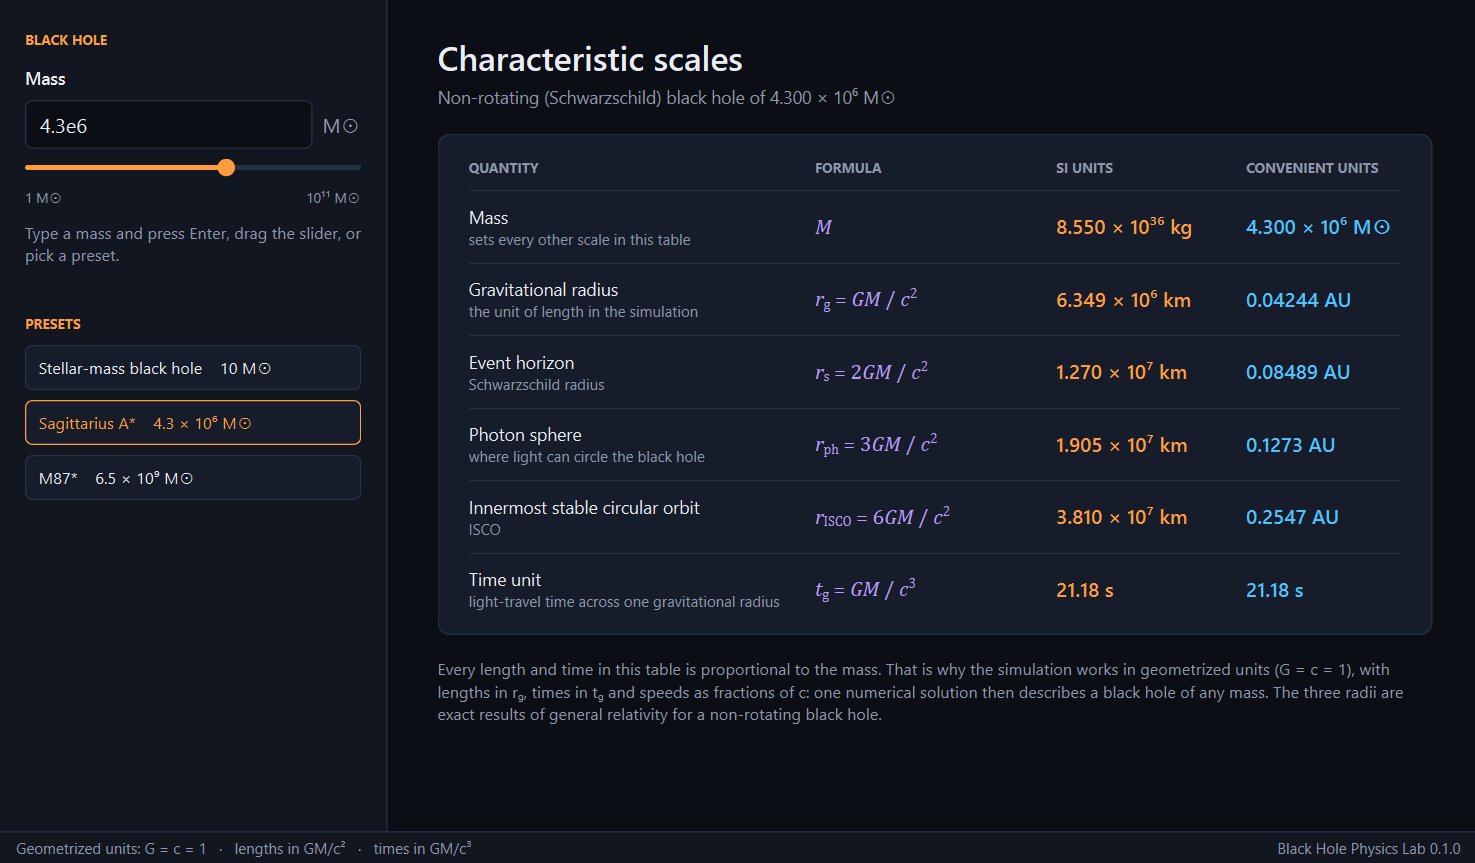 BLACK HOLE
Mass
4.3e6 M☉
1 M☉ 10¹¹ M☉
Type a mass and press Enter, drag the slider, or
pick a preset.
PRESETS
Stellar-mass black hole 10 M☉
Sagittarius A* 4.3 × 10⁶ M☉
M87* 6.5 × 10⁹ M☉
Characteristic scales
Non-rotating (Schwarzschild) black hole of 4.300 × 10⁶ M☉
QUANTITY FORMULA SI UNITS CONVENIENT UNITS
Mass
sets every other scale in this table
M 8.550 × 10³⁶ kg 4.300 × 10⁶ M☉
Gravitational radius
the unit of length in the simulation
r_g = GM / c² 6.349 × 10⁶ km 0.04244 AU
Event horizon
Schwarzschild radius
r_s = 2GM / c² 1.270 × 10⁷ km 0.08489 AU
Photon sphere
where light can circle the black hole
r_ph = 3GM / c² 1.905 × 10⁷ km 0.1273 AU
Innermost stable circular orbit
ISCO
r_ISCO = 6GM / c² 3.810 × 10⁷ km 0.2547 AU
Time unit
light-travel time across one gravitational radius
t_g = GM / c³ 21.18 s 21.18 s
Every length and time in this table is proportional to the mass. That is why the simulation works in geometrized units (G = c = 1), with
lengths in r_g, times in t_g and speeds as fractions of c: one numerical solution then describes a black hole of any mass. The three radii are
exact results of general relativity for a non-rotating black hole.
Geometrized units: G = c = 1 · lengths in GM/c² · times in GM/c³
Black Hole Physics Lab 0.1.0